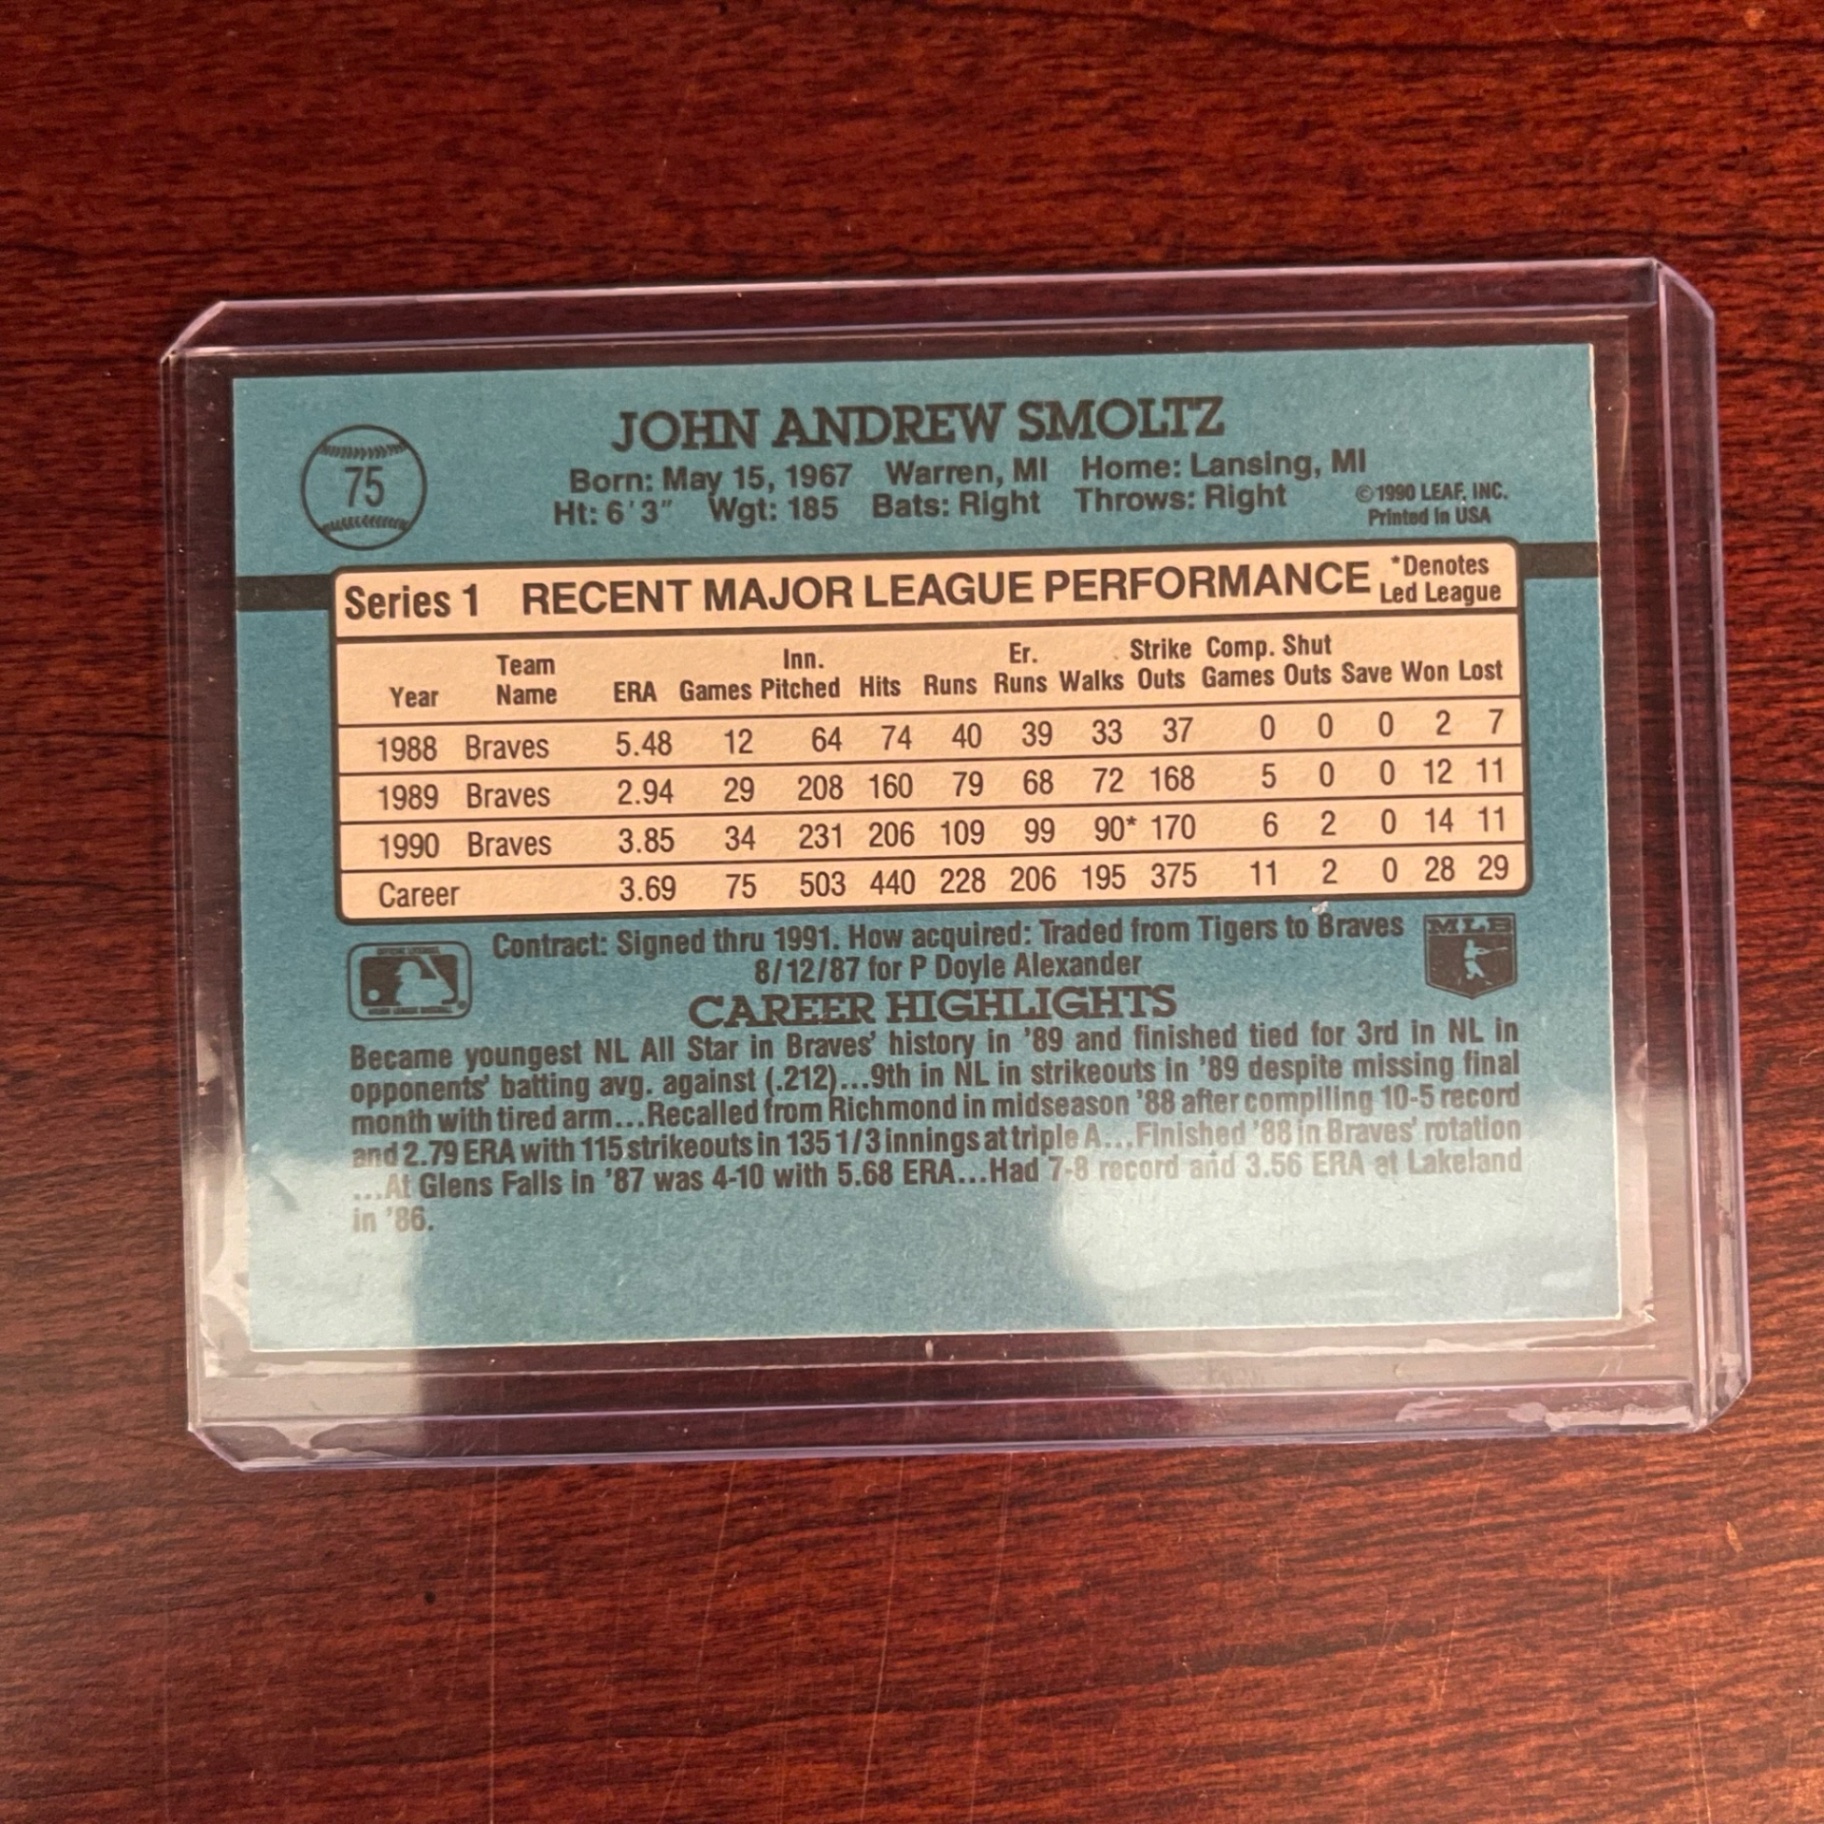 75
JOHN ANDREW SMOLTZ
Born: May 15, 1967 Warren, MI Home: Lansing, MI
Ht: 6'3" Wgt: 185 Bats: Right Throws: Right
©1990 LEAF, INC.
Printed in USA
Series 1 RECENT MAJOR LEAGUE PERFORMANCE *Denotes Led League
Year Team Name ERA Games Inn. Pitched Hits Runs Er. Runs Walks Strike Outs Comp. Games Shut Outs Save Won Lost
1988 Braves 5.48 12 64 74 40 39 33 37 0 0 0 2 7
1989 Braves 2.94 29 208 160 79 68 72 168 5 0 0 12 11
1990 Braves 3.85 34 231 206 109 99 90* 170 6 2 0 14 11
Career 3.69 75 503 440 228 206 195 375 11 2 0 28 29
Contract: Signed thru 1991. How acquired: Traded from Tigers to Braves
8/12/87 for P Doyle Alexander
MLB
CAREER HIGHLIGHTS
Became youngest NL All Star in Braves' history in '89 and finished tied for 3rd in NL in
opponents' batting avg. against (.212)...9th in NL in strikeouts in '89 despite missing final
month with tired arm...Recalled from Richmond in midseason '88 after compiling 10-5 record
and 2.79 ERA with 115 strikeouts in 135 1/3 innings at triple A...Finished '88 in Braves' rotation
...At Glens Falls in '87 was 4-10 with 5.68 ERA...Had 7-8 record and 3.56 ERA at Lakeland
in '86.